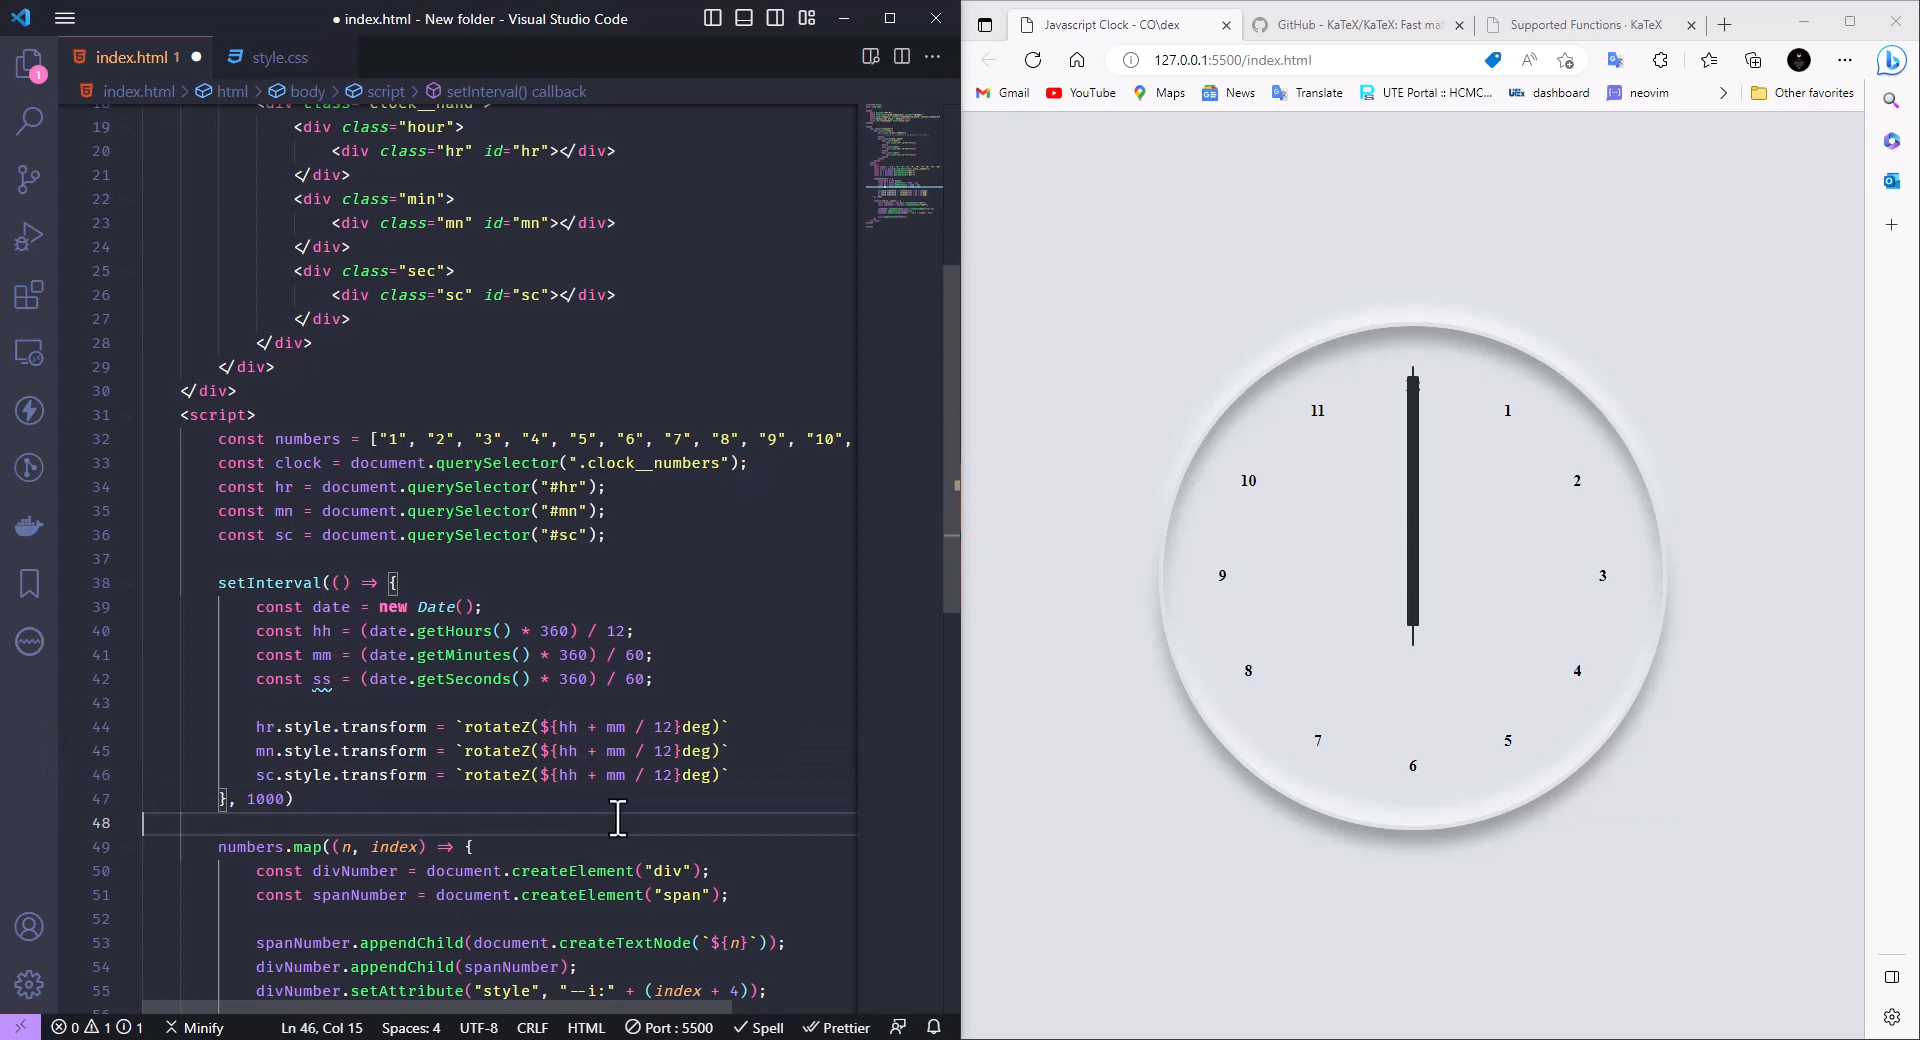 ● index.html - New folder - Visual Studio Code
index.html 1 ●
style.css
index.html > html > body > script > setInterval() callback
18 <div class="clock__hand">
19 <div class="hour">
20 <div class="hr" id="hr"></div>
21 </div>
22 <div class="min">
23 <div class="mn" id="mn"></div>
24 </div>
25 <div class="sec">
26 <div class="sc" id="sc"></div>
27 </div>
28 </div>
29 </div>
30 </div>
31 <script>
32 const numbers = ["1", "2", "3", "4", "5", "6", "7", "8", "9", "10",
33 const clock = document.querySelector(".clock__numbers");
34 const hr = document.querySelector("#hr");
35 const mn = document.querySelector("#mn");
36 const sc = document.querySelector("#sc");
37
38 setInterval(() => {
39 const date = new Date();
40 const hh = (date.getHours() * 360) / 12;
41 const mm = (date.getMinutes() * 360) / 60;
42 const ss = (date.getSeconds() * 360) / 60;
43
44 hr.style.transform = `rotateZ(${hh + mm / 12}deg)`
45 mn.style.transform = `rotateZ(${hh + mm / 12}deg)`
46 sc.style.transform = `rotateZ(${hh + mm / 12}deg)`
47 }, 1000)
48
49 numbers.map((n, index) => {
50 const divNumber = document.createElement("div");
51 const spanNumber = document.createElement("span");
52
53 spanNumber.appendChild(document.createTextNode(`${n}`));
54 divNumber.appendChild(spanNumber);
55 divNumber.setAttribute("style", "--i:" + (index + 4));
1
0 1 1 Minify Ln 46, Col 15 Spaces: 4 UTF-8 CRLF HTML Port : 5500 Spell Prettier
Javascript Clock - CO\dex
GitHub - KaTeX/KaTeX: Fast mat
Supported Functions · KaTeX
127.0.0.1:5500/index.html
Gmail YouTube Maps News Translate UTE Portal :: HCMC... UEx dashboard neovim Other favorites
11 1
10 2
9 3
8 4
7 5
6